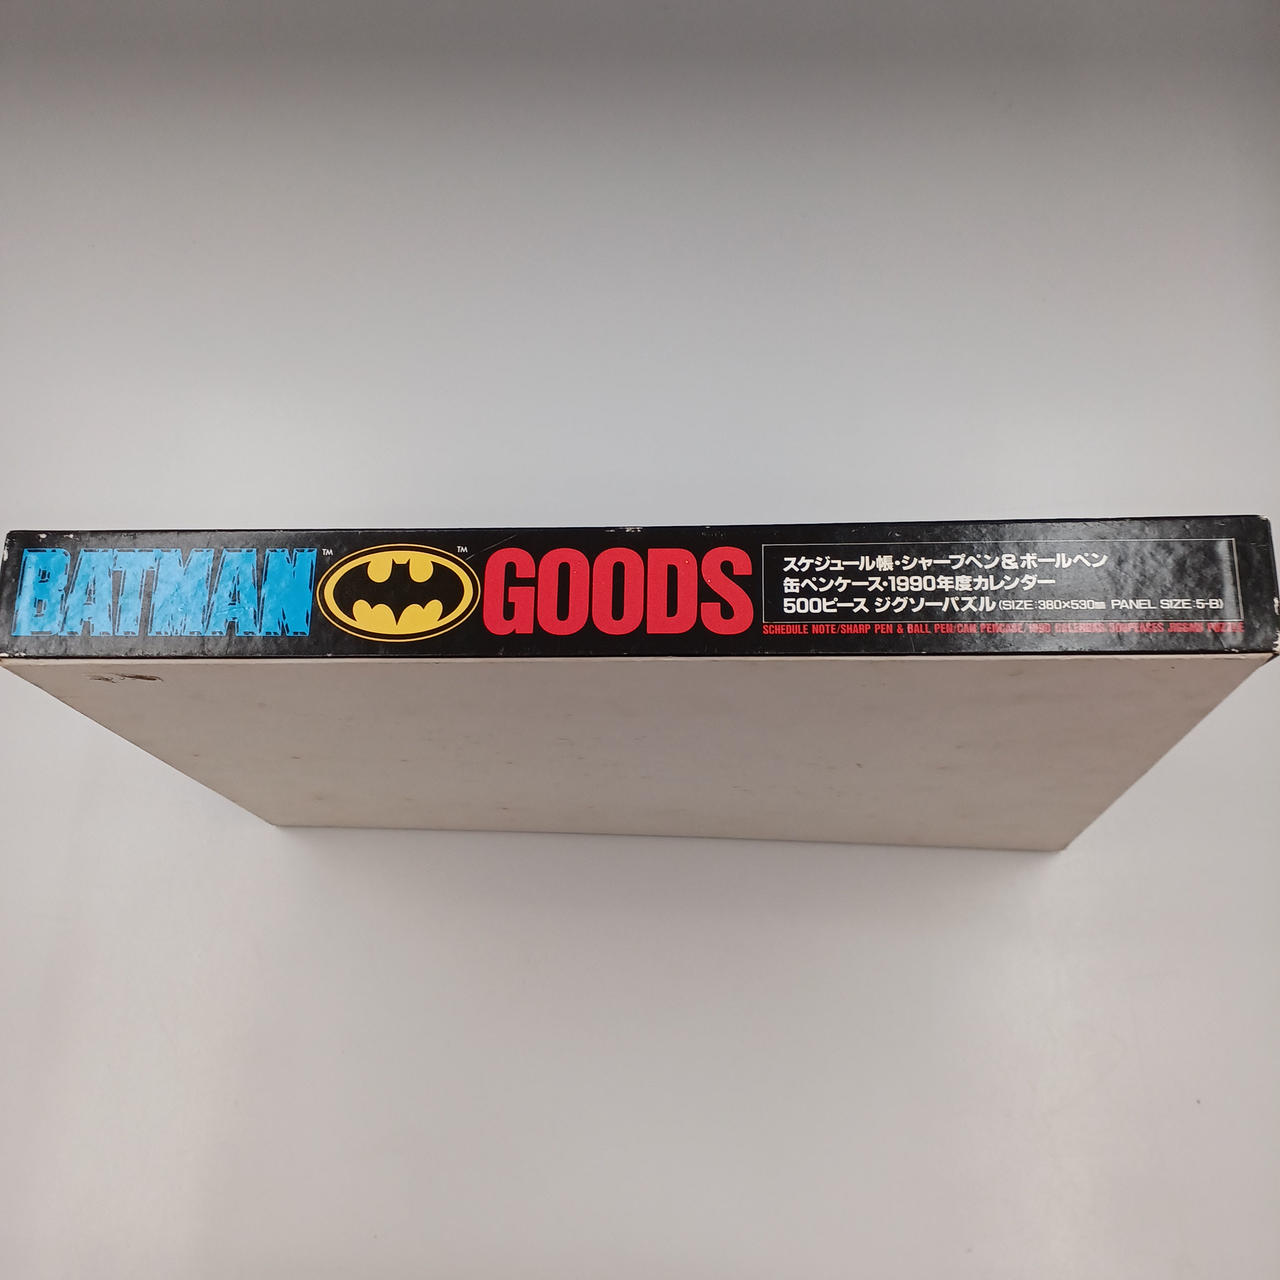 BATMAN™ ™ GOODS
スケジュール帳・シャープペン&ボールペン
缶ペンケース・1990年度カレンダー
500ピース ジグソーパズル(SIZE:380×530㎜ PANEL SIZE:5-B)
SCHEDULE NOTE/SHARP PEN & BALL PEN/CAN PENCASE/1990 CALENDAR 500PEACES JIGSAW PUZZLE